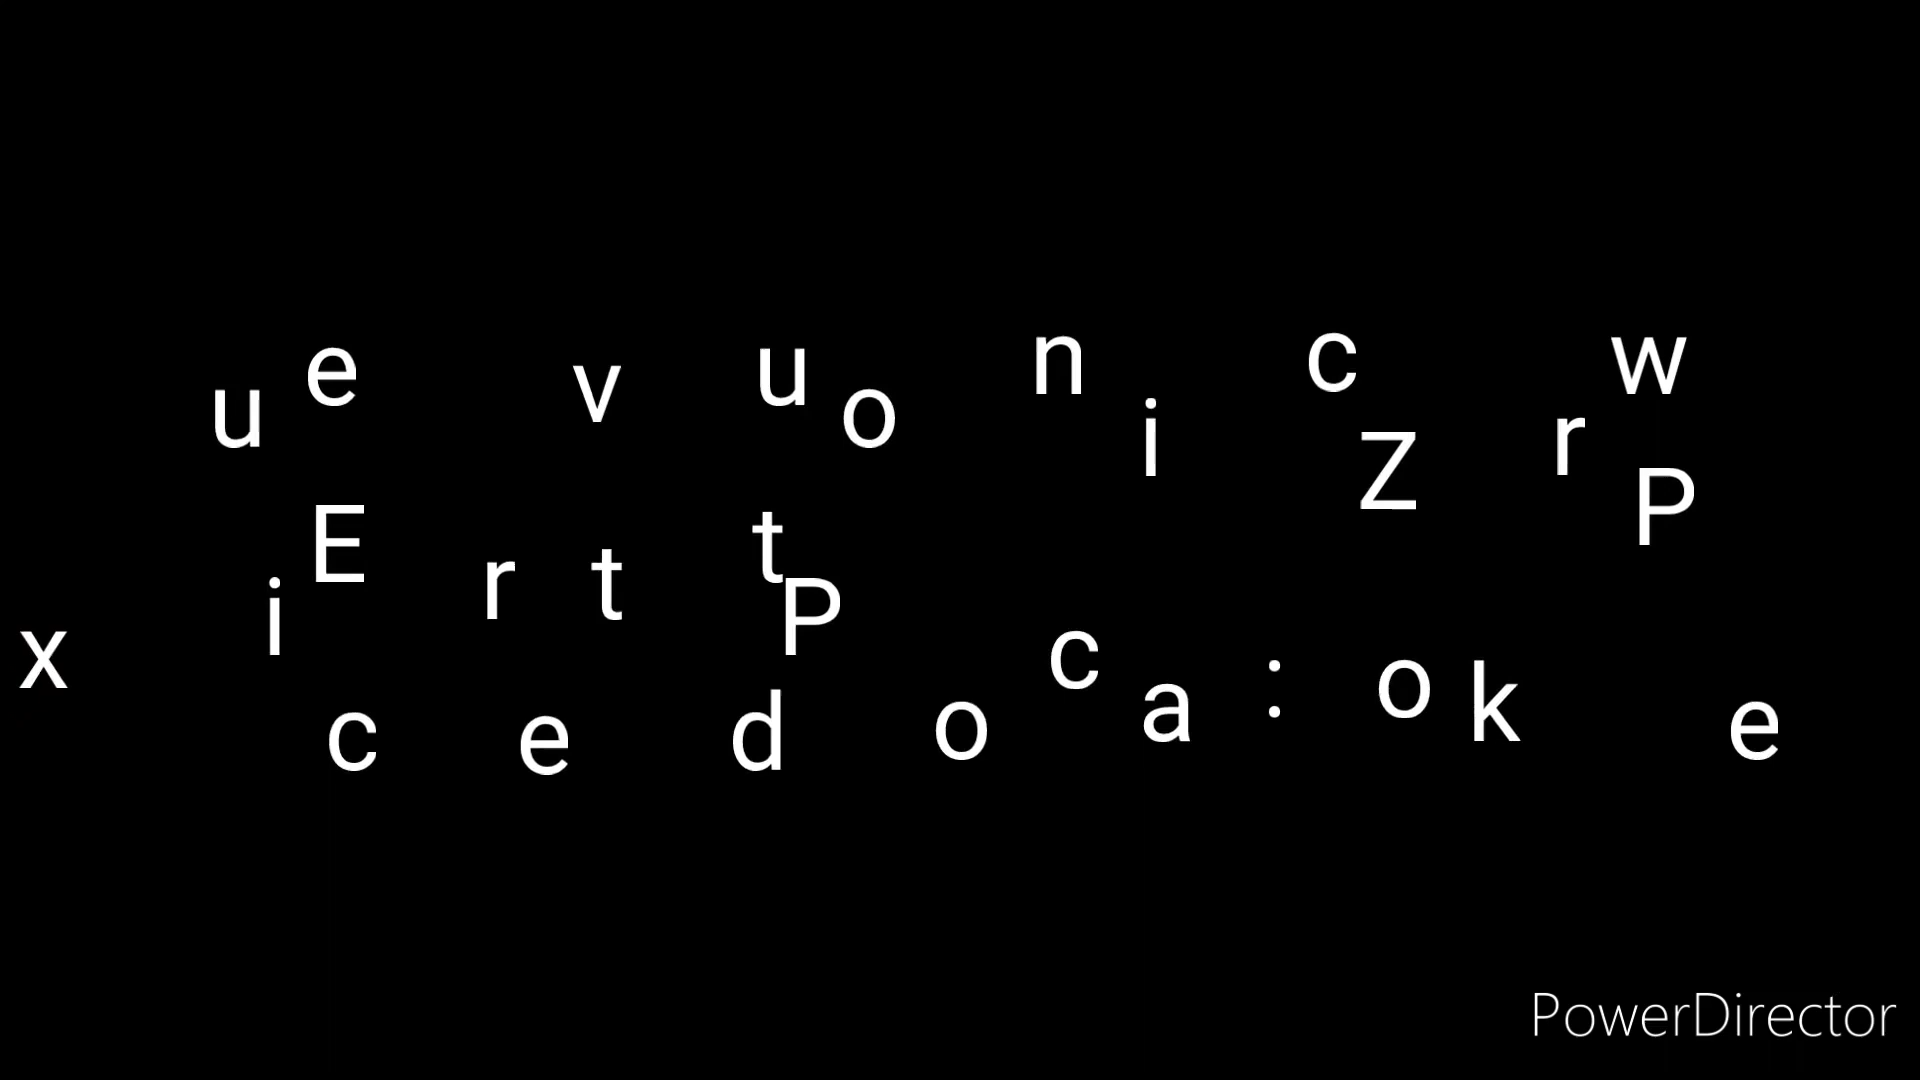 u e v u o n i c Z r w P
x i E r t t P c a : o k e
c e d o
PowerDirector